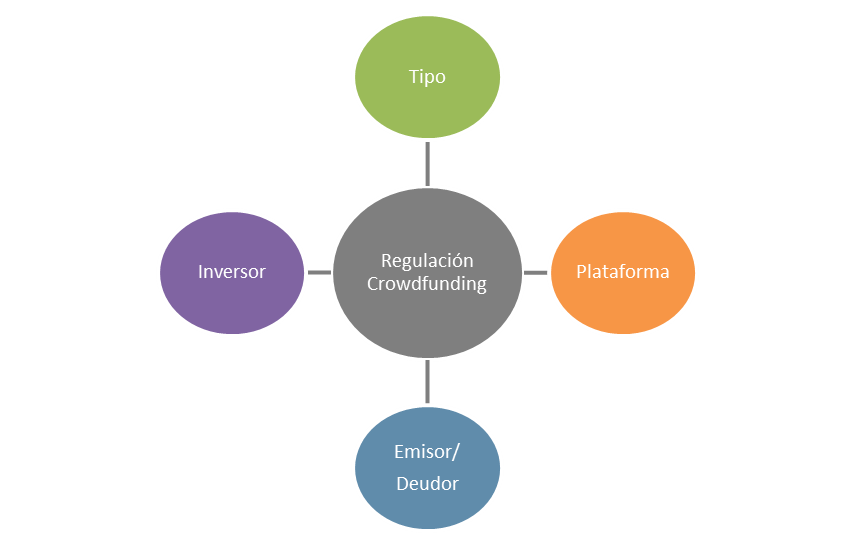 Tipo
Inversor
Regulación
Crowdfunding
Plataforma
Emisor/
Deudor